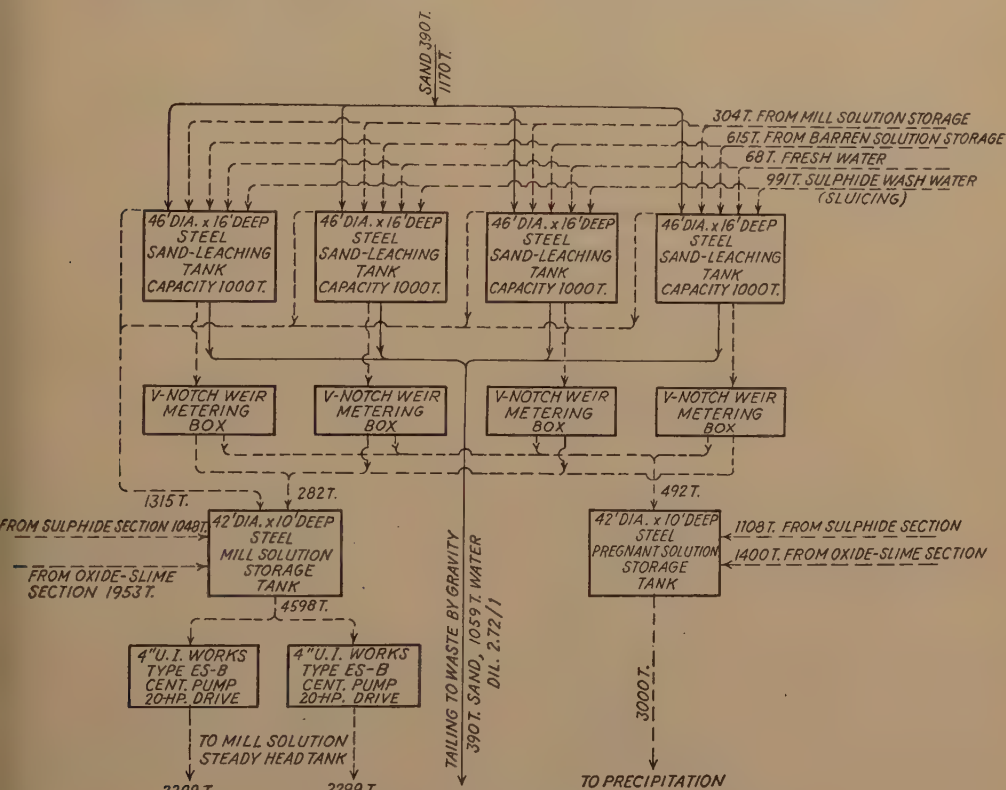 SAND 390T.
1170T.
304T. FROM MILL SOLUTION STORAGE
615T. FROM BARREN SOLUTION STORAGE
68T. FRESH WATER
991T. SULPHIDE WASH WATER
(SLUICING)
46'DIA. x 16'DEEP
STEEL
SAND-LEACHING
TANK
CAPACITY 1000T.
46'DIA. x 16'DEEP
STEEL
SAND-LEACHING
TANK
CAPACITY 1000T.
46'DIA. x 16'DEEP
STEEL
SAND-LEACHING
TANK
CAPACITY 1000T.
46'DIA. x 16'DEEP
STEEL
SAND-LEACHING
TANK
CAPACITY 1000T.
V-NOTCH WEIR
METERING
BOX
V-NOTCH WEIR
METERING
BOX
V-NOTCH WEIR
METERING
BOX
V-NOTCH WEIR
METERING
BOX
1315T.
282T.
492T.
FROM SULPHIDE SECTION 1048T.
FROM OXIDE-SLIME
SECTION 1953T.
42'DIA. x 10'DEEP
STEEL
MILL SOLUTION
STORAGE
TANK
42'DIA. x 10'DEEP
STEEL
PREGNANT SOLUTION
STORAGE
TANK
1108T. FROM SULPHIDE SECTION
1400T. FROM OXIDE-SLIME SECTION
4598T.
4"U.I. WORKS
TYPE ES-B
CENT. PUMP
20-HP. DRIVE
4"U.I. WORKS
TYPE ES-B
CENT. PUMP
20-HP. DRIVE
TAILING TO WASTE BY GRAVITY
390T. SAND, 1059T. WATER
DIL. 2.72/1
3000T.
TO MILL SOLUTION
STEADY HEAD TANK
TO PRECIPITATION
2299T.
2299T.